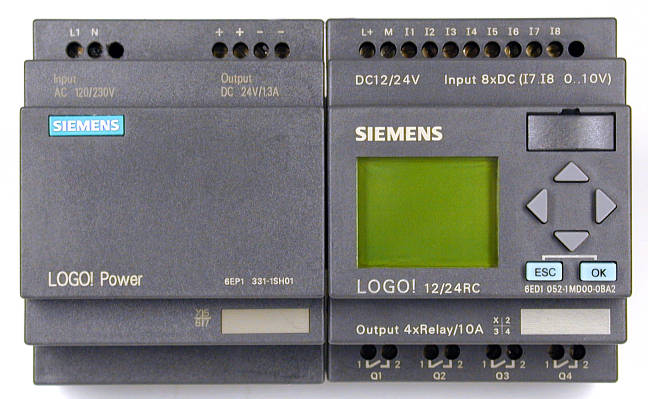 L1 N
+ + - -
Input
AC 120/230V
Output
DC 24V/1.3A
SIEMENS
LOGO! Power
6EP1 331-1SH01
L+ M I1 I2 I3 I4 I5 I6 I7 I8
DC12/24V Input 8xDC (I7.I8 0..10V)
SIEMENS
ESC OK
LOGO! 12/24RC
6ED1 052-1MD00-0BA2
Output 4xRelay/10A
X 2
3 4
1 2 1 2 1 2 1 2
Q1 Q2 Q3 Q4